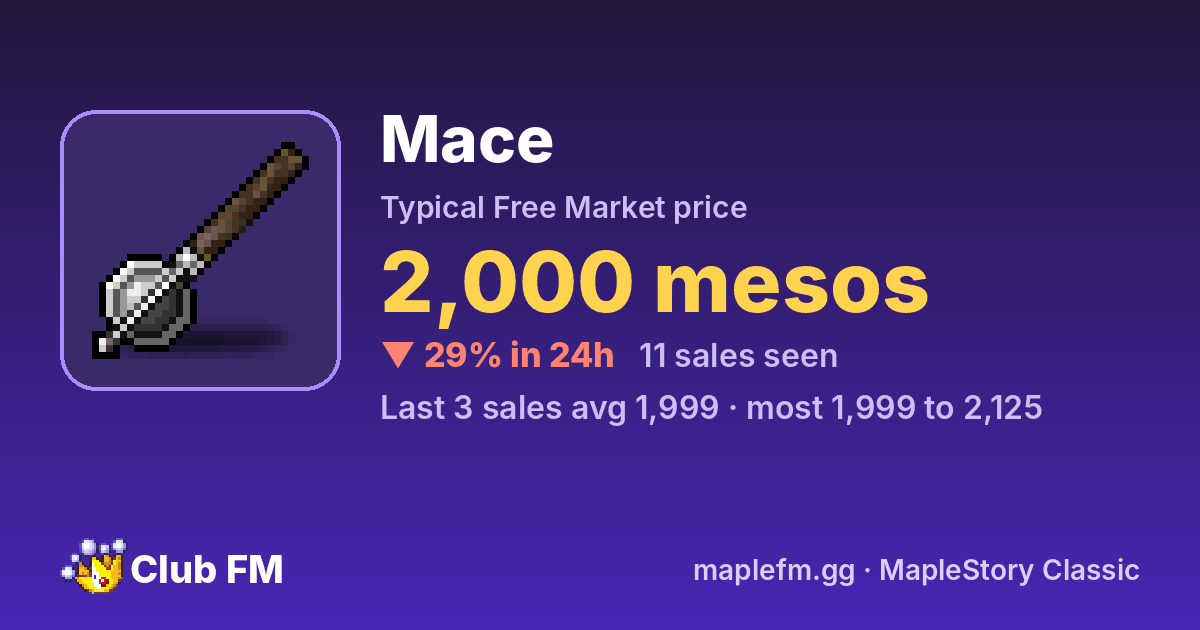 Mace
Typical Free Market price
2,000 mesos
▼ 29% in 24h 11 sales seen
Last 3 sales avg 1,999 · most 1,999 to 2,125
Club FM
maplefm.gg · MapleStory Classic